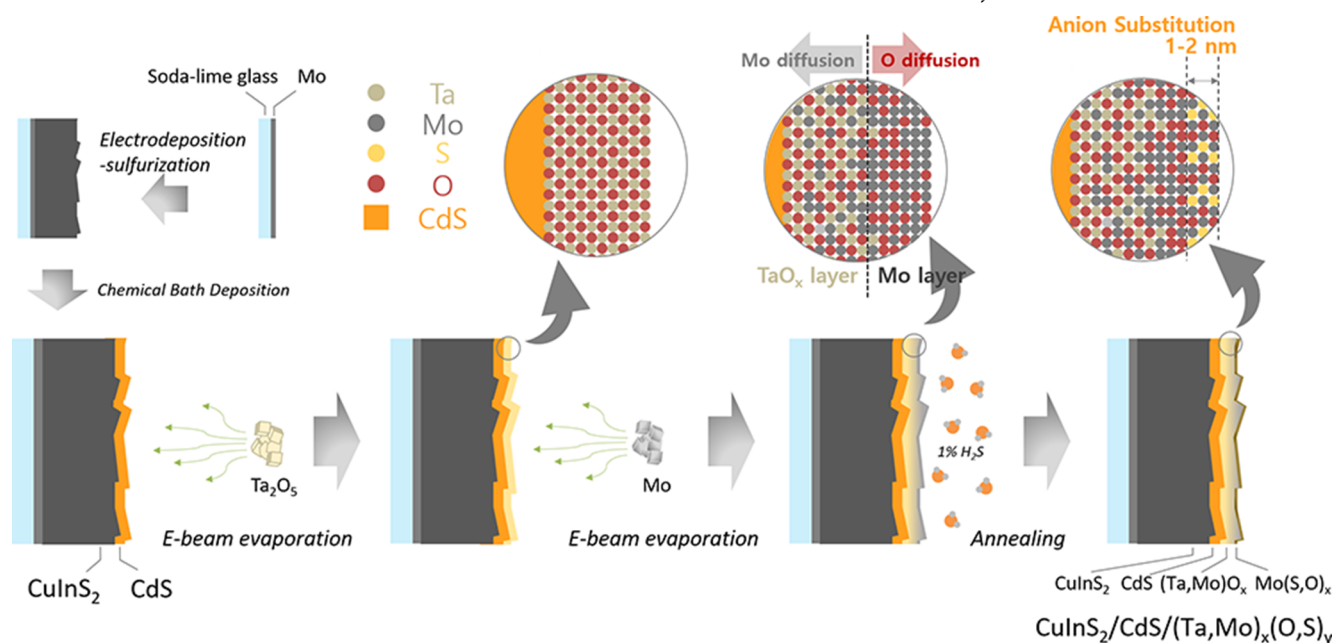 Anion Substitution
1-2 nm
Mo diffusion
O diffusion
Soda-lime glass
Mo
Ta
Mo
S
O
CdS
Electrodeposition
-sulfurization
TaOₓ layer
Mo layer
Chemical Bath Deposition
Ta₂O₅
Mo
1% H₂S
E-beam evaporation
E-beam evaporation
Annealing
CuInS₂
CdS
CuInS₂
CdS
(Ta,Mo)Oₓ
Mo(S,O)ₓ
CuInS₂/CdS/(Ta,Mo)ₓ(O,S)ᵧ